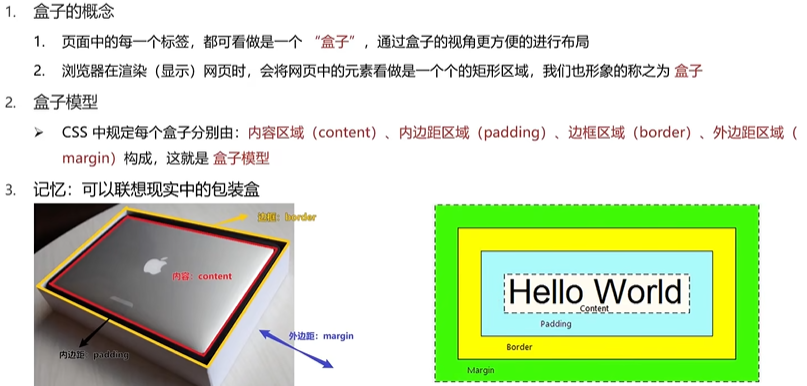 1. 盒子的概念
1. 页面中的每一个标签，都可看做是一个 “盒子”，通过盒子的视角更方便的进行布局
2. 浏览器在渲染（显示）网页时，会将网页中的元素看做是一个个的矩形区域，我们也形象的称之为 盒子
2. 盒子模型
➢ CSS 中规定每个盒子分别由：内容区域（content）、内边距区域（padding）、边框区域（border）、外边距区域（
margin）构成，这就是 盒子模型
3. 记忆：可以联想现实中的包装盒
边框：border
内容：content
外边距：margin
内边距：padding
Hello World
Content
Padding
Border
Margin